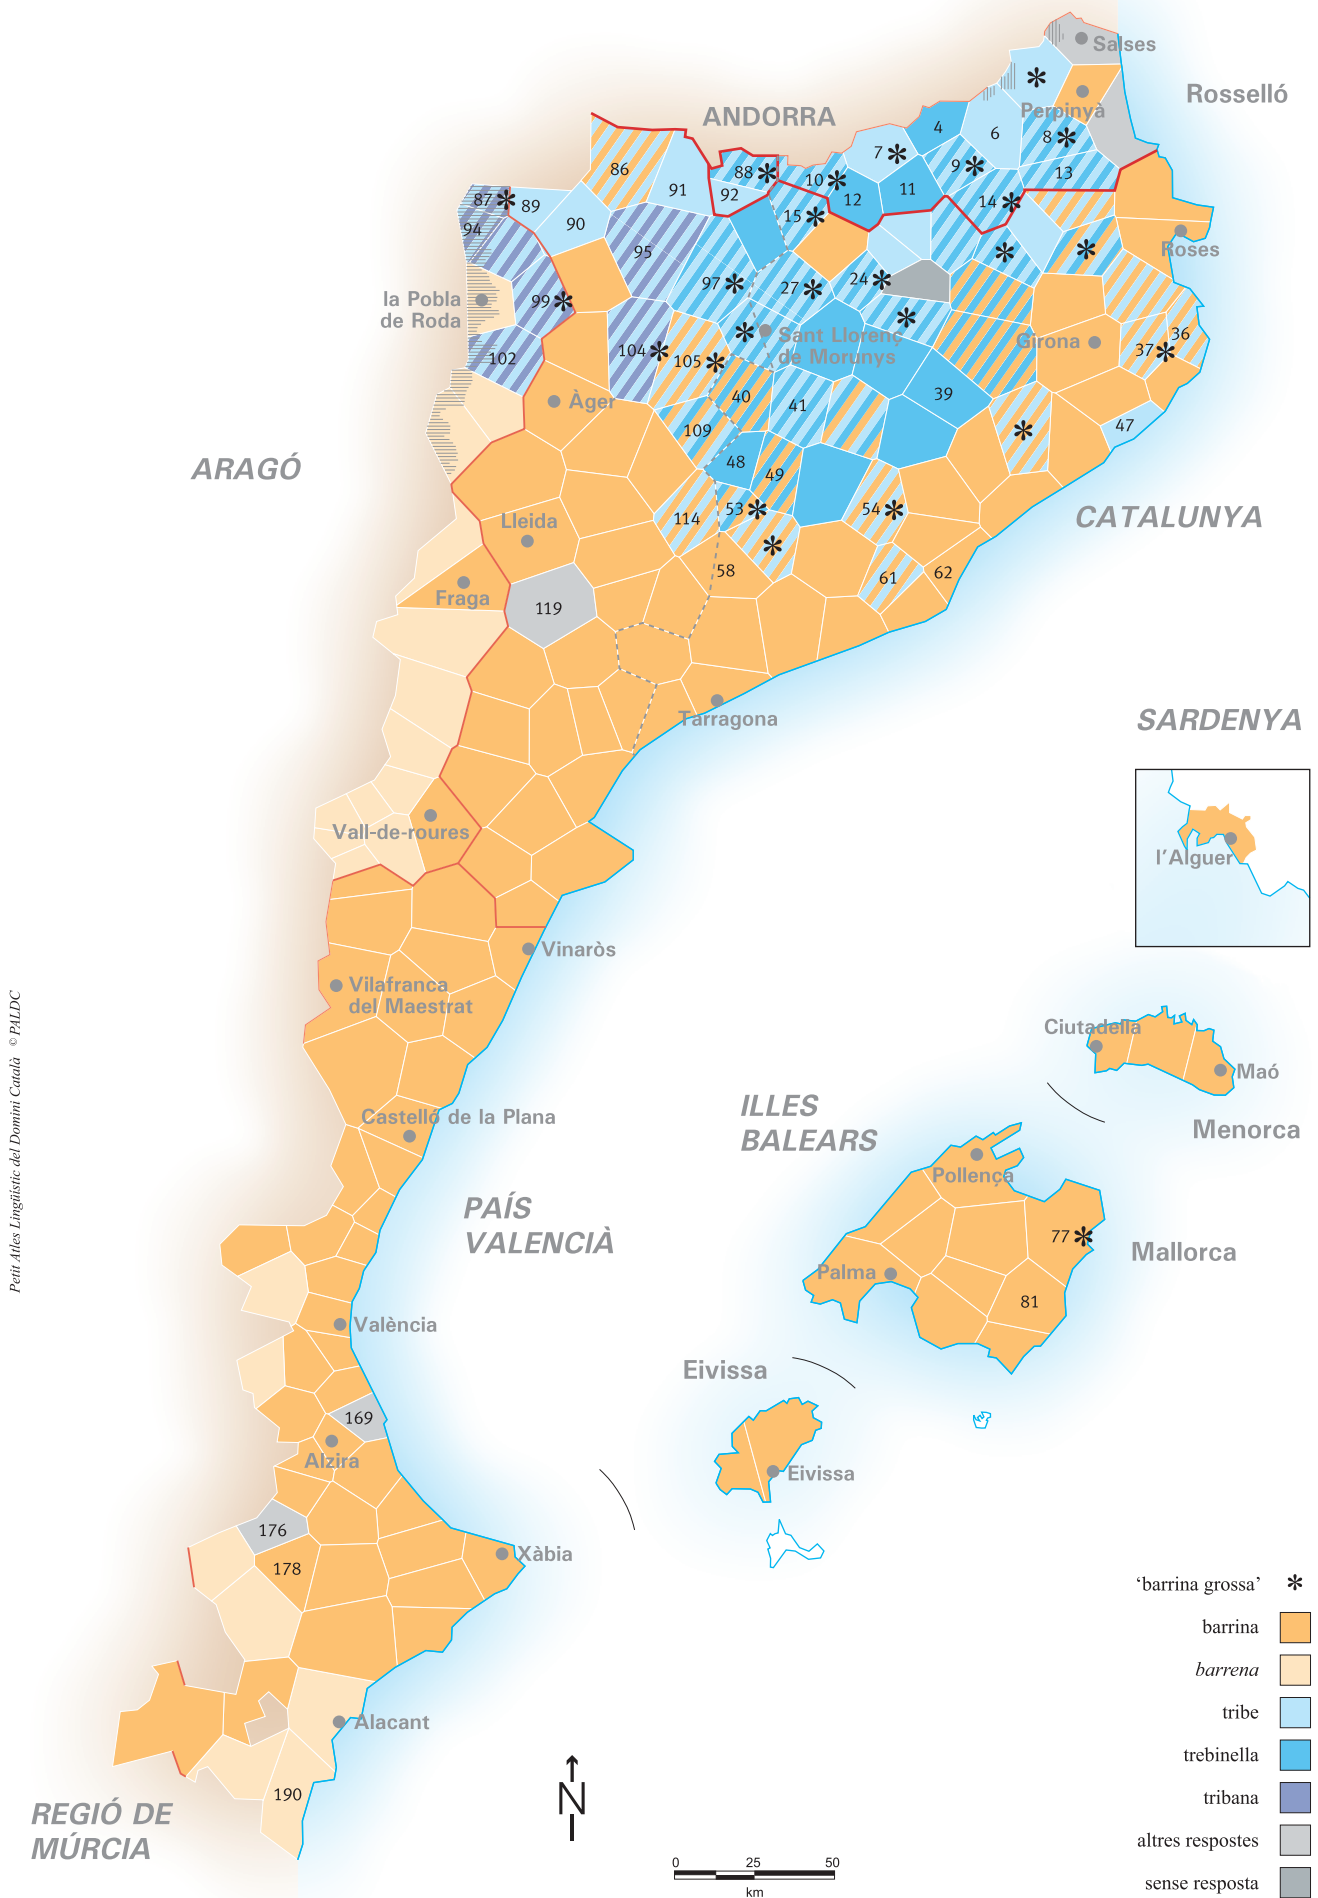 Salses
Rosselló
ANDORRA
Perpinyà
4
6
7
8
9
10
11
12
13
14
15
86
88
91
92
87
89
90
94
95
Roses
97
27
24
99
la Pobla
de Roda
Sant Llorenç
de Morunys
Girona
36
37
102
104
105
39
40
41
Àger
47
109
48
49
ARAGÓ
CATALUNYA
Lleida
114
53
54
58
61
62
Fraga
119
Tarragona
SARDENYA
l'Alguer
Vall-de-roures
Vinaròs
Vilafranca
del Maestrat
Petit Atles Lingüístic del Domini Català © PALDC
Ciutadella
Maó
Menorca
ILLES
BALEARS
Castelló de la Plana
Pollença
PAÍS
VALENCIÀ
77
Mallorca
Palma
81
València
Eivissa
169
Alzira
Eivissa
176
178
Xàbia
Alacant
190
REGIÓ DE
MÚRCIA
N
0 25 50
km
'barrina grossa' *
barrina
barrena
tribe
trebinella
tribana
altres respostes
sense resposta